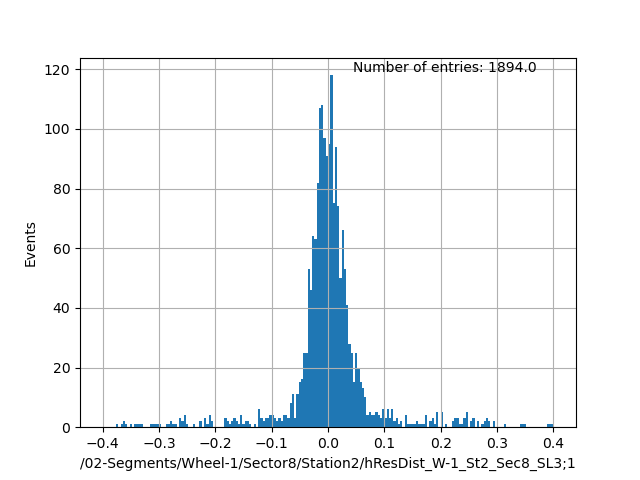 Number of entries: 1894.0
120
100
80
60
40
20
0
Events
−0.4 −0.3 −0.2 −0.1 0.0 0.1 0.2 0.3 0.4
/02-Segments/Wheel-1/Sector8/Station2/hResDist_W-1_St2_Sec8_SL3;1